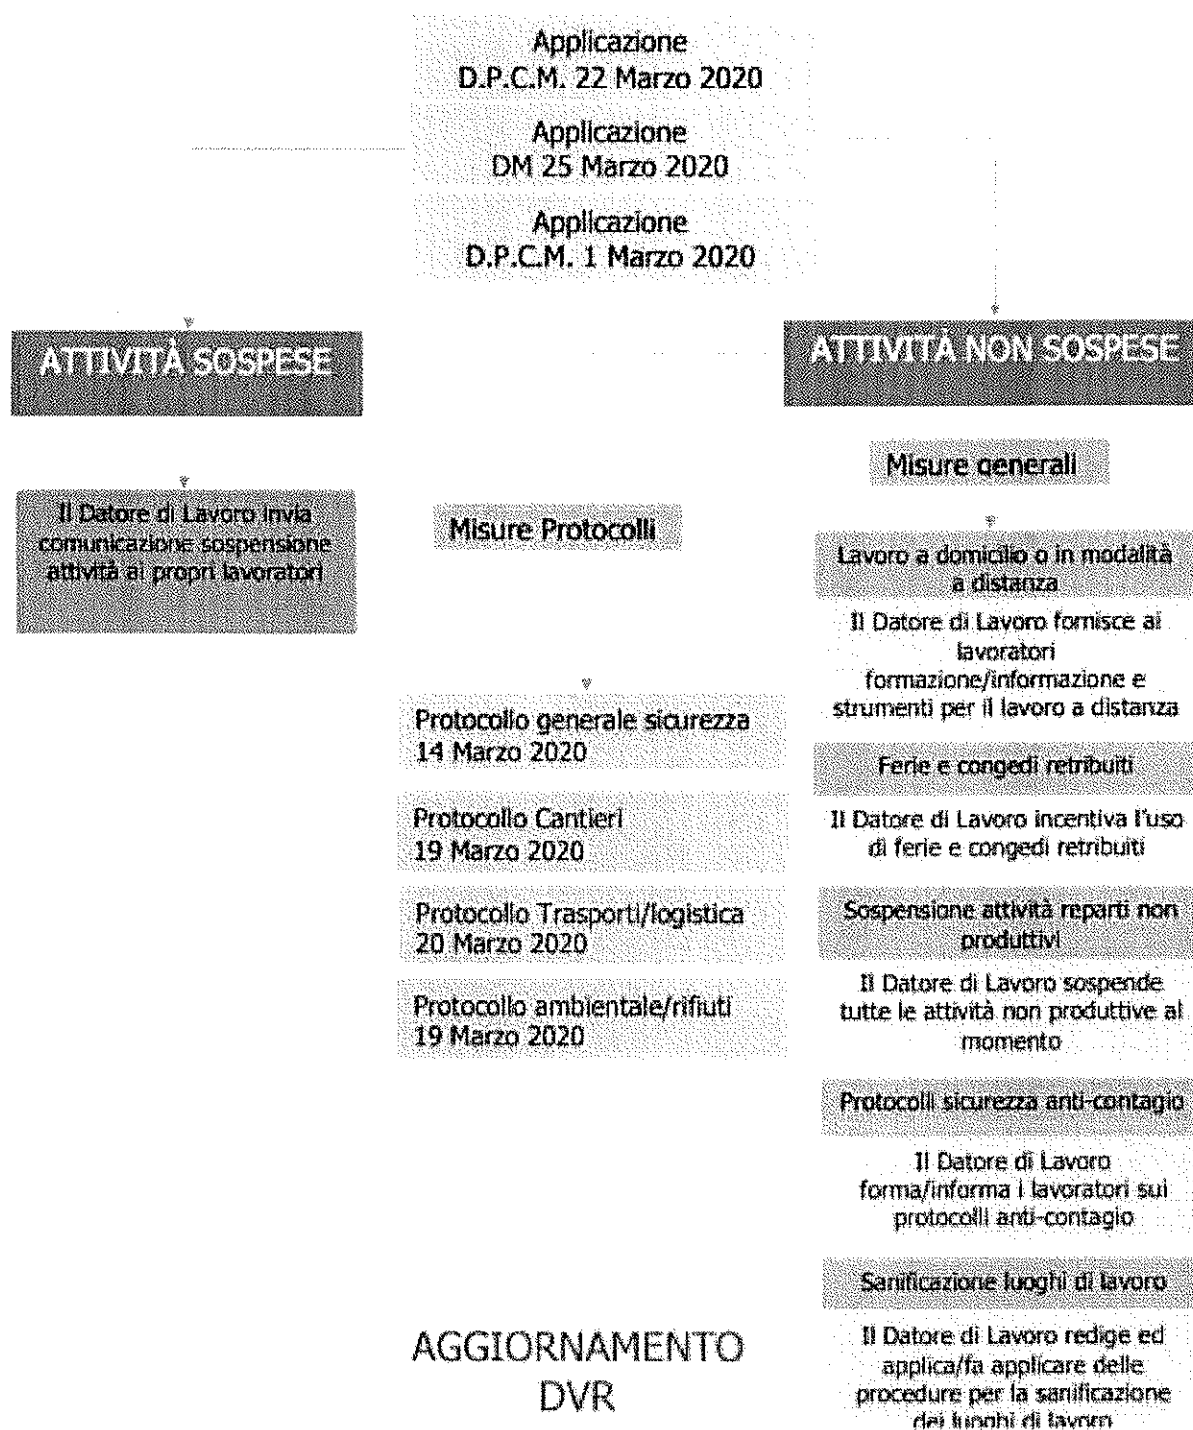 Applicazione
D.P.C.M. 22 Marzo 2020
Applicazione
DM 25 Marzo 2020
Applicazione
D.P.C.M. 1 Marzo 2020
ATTIVITÀ SOSPESE
Il Datore di Lavoro invia
comunicazione sospensione
attività ai propri lavoratori
Misure Protocolli
Protocollo generale sicurezza
14 Marzo 2020
Protocollo Cantieri
19 Marzo 2020
Protocollo Trasporti/logistica
20 Marzo 2020
Protocollo ambientale/rifiuti
19 Marzo 2020
AGGIORNAMENTO
DVR
ATTIVITÀ NON SOSPESE
Misure generali
Lavoro a domicilio o in modalità
a distanza
Il Datore di Lavoro fornisce ai
lavoratori
formazione/informazione e
strumenti per il lavoro a distanza
Ferie e congedi retribuiti
Il Datore di Lavoro incentiva l'uso
di ferie e congedi retribuiti
Sospensione attività reparti non
produttivi
Il Datore di Lavoro sospende
tutte le attività non produttive al
momento
Protocolli sicurezza anti-contagio
Il Datore di Lavoro
forma/informa i lavoratori sui
protocolli anti-contagio
Sanificazione luoghi di lavoro
Il Datore di Lavoro redige ed
applica/fa applicare delle
procedure per la sanificazione
dei luoghi di lavoro